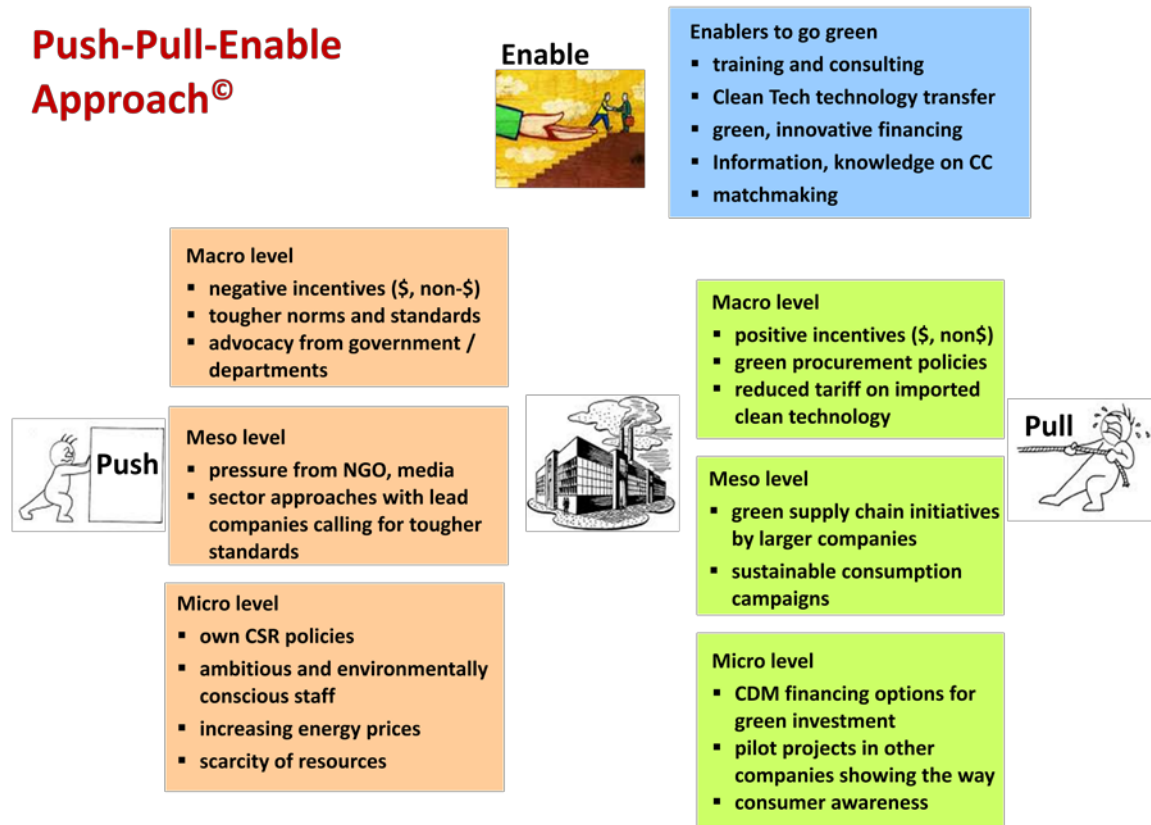 Push-Pull-Enable
Approach©
Enable
Enablers to go green
▪ training and consulting
▪ Clean Tech technology transfer
▪ green, innovative financing
▪ Information, knowledge on CC
▪ matchmaking
Macro level
▪ negative incentives ($, non-$)
▪ tougher norms and standards
▪ advocacy from government /
departments
Push
Meso level
▪ pressure from NGO, media
▪ sector approaches with lead
companies calling for tougher
standards
Micro level
▪ own CSR policies
▪ ambitious and environmentally
conscious staff
▪ increasing energy prices
▪ scarcity of resources
Macro level
▪ positive incentives ($, non$)
▪ green procurement policies
▪ reduced tariff on imported
clean technology
Pull
Meso level
▪ green supply chain initiatives
by larger companies
▪ sustainable consumption
campaigns
Micro level
▪ CDM financing options for
green investment
▪ pilot projects in other
companies showing the way
▪ consumer awareness